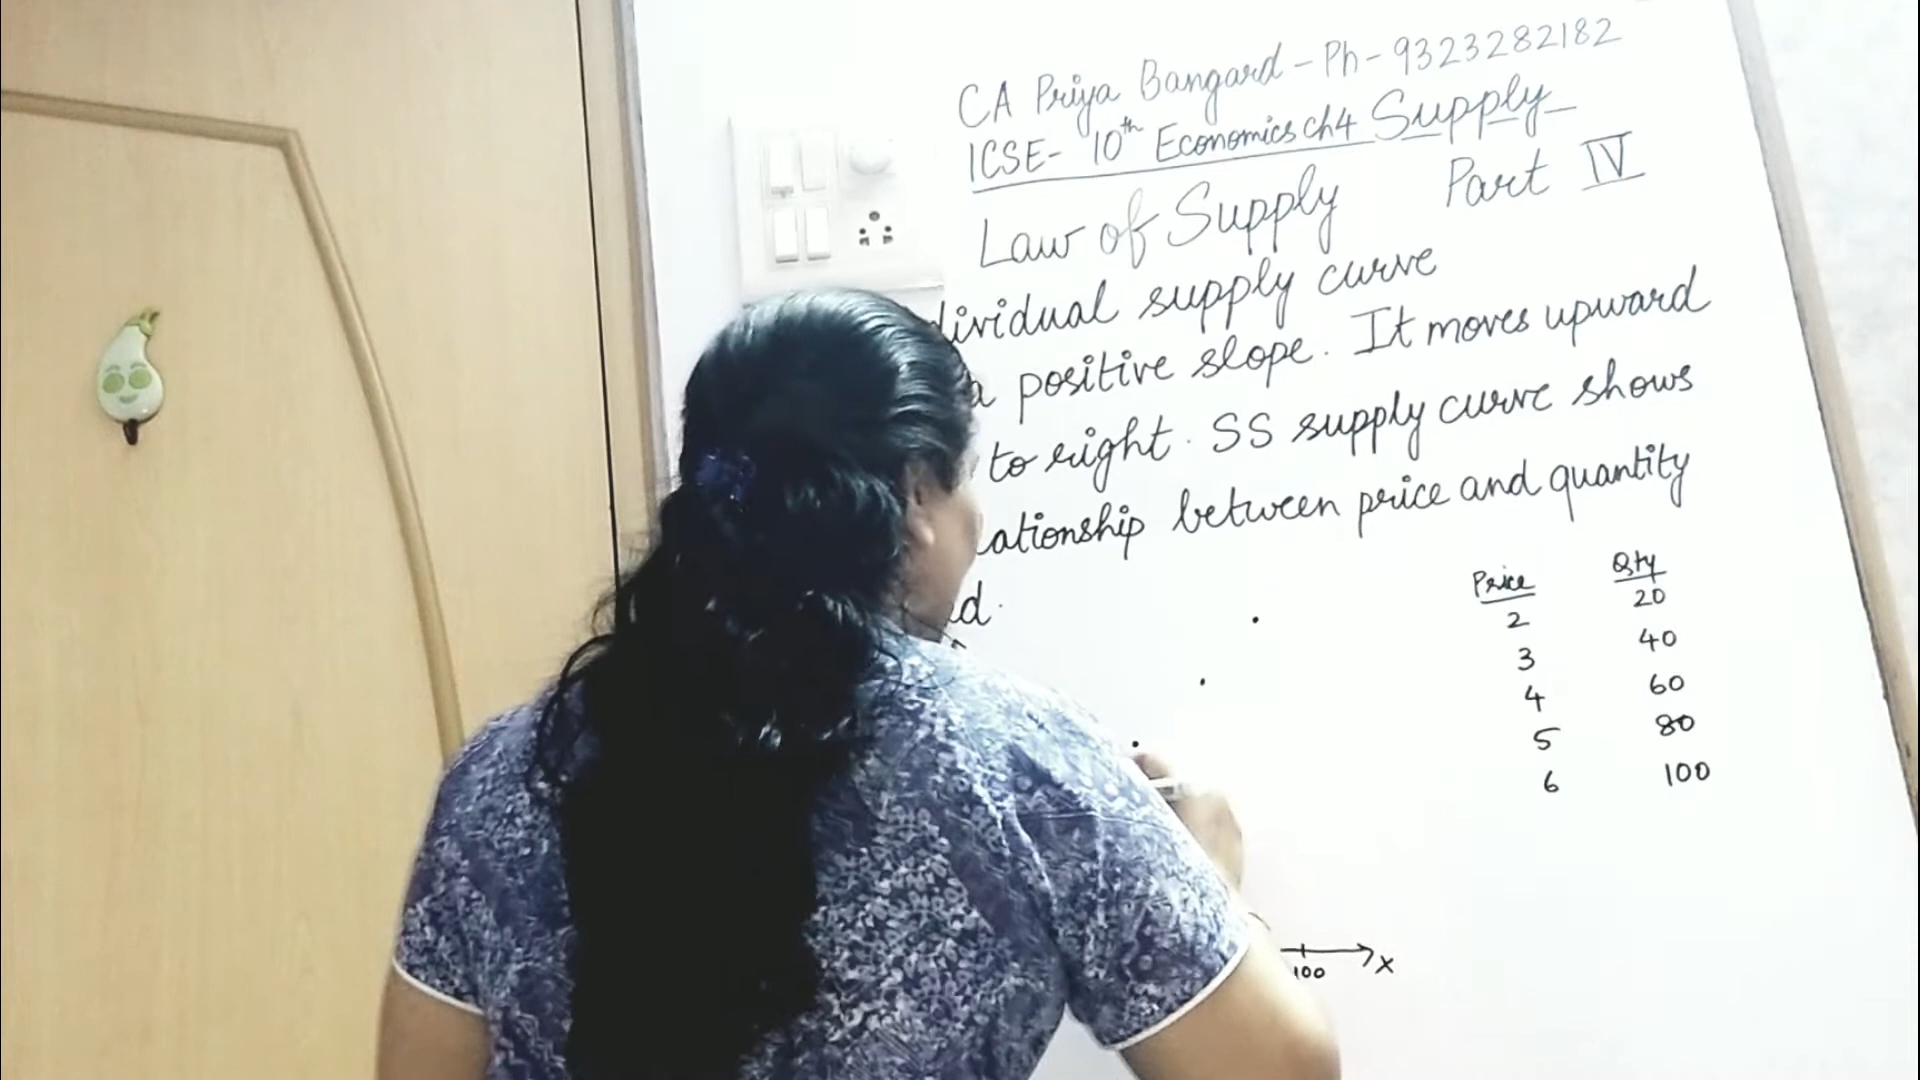 CA Priya Bangard - Ph - 9323282182
ICSE - 10th Economics ch4 Supply
Law of Supply Part IV
dividual supply curve
a positive slope. It moves upward
to right. SS supply curve shows
ationship between price and quantity
d.
Price Qty
2 20
3 40
4 60
5 80
6 100
100 X